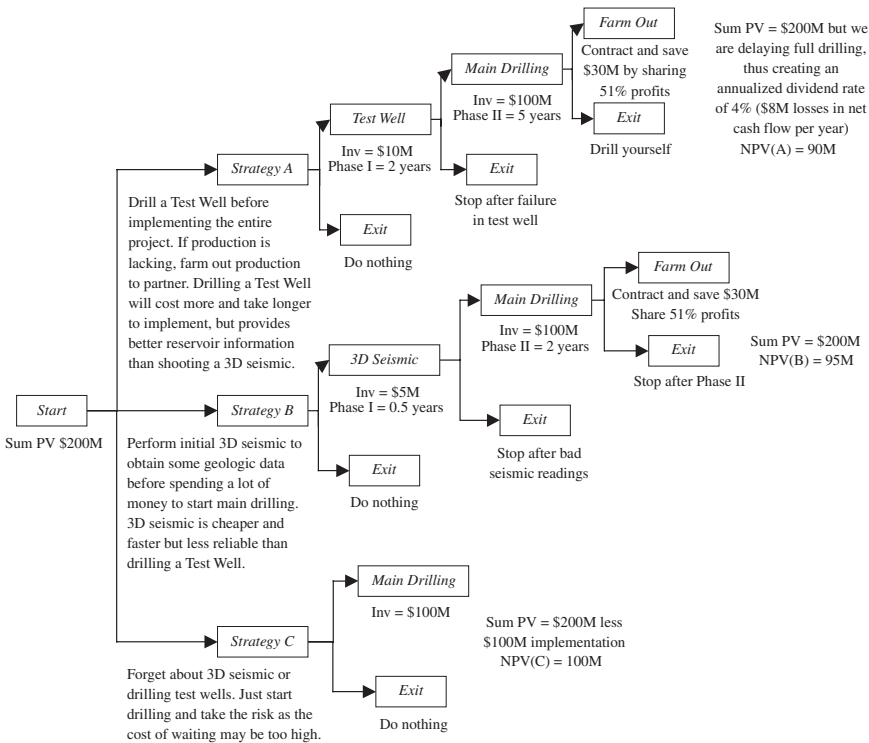 Start
Sum PV $200M
Strategy A
Drill a Test Well before
implementing the entire
project. If production is
lacking, farm out production
to partner. Drilling a Test Well
will cost more and take longer
to implement, but provides
better reservoir information
than shooting a 3D seismic.
Test Well
Inv = $10M
Phase I = 2 years
Exit
Do nothing
Main Drilling
Inv = $100M
Phase II = 5 years
Exit
Stop after failure
in test well
Farm Out
Contract and save
$30M by sharing
51% profits
Exit
Drill yourself
Sum PV = $200M but we
are delaying full drilling,
thus creating an
annualized dividend rate
of 4% ($8M losses in net
cash flow per year)
NPV(A) = 90M
Strategy B
Perform initial 3D seismic to
obtain some geologic data
before spending a lot of
money to start main drilling.
3D seismic is cheaper and
faster but less reliable than
drilling a Test Well.
3D Seismic
Inv = $5M
Phase I = 0.5 years
Exit
Do nothing
Main Drilling
Inv = $100M
Phase II = 2 years
Exit
Stop after bad
seismic readings
Farm Out
Contract and save $30M
Share 51% profits
Exit
Stop after Phase II
Sum PV = $200M
NPV(B) = 95M
Strategy C
Forget about 3D seismic or
drilling test wells. Just start
drilling and take the risk as the
cost of waiting may be too high.
Main Drilling
Inv = $100M
Exit
Do nothing
Sum PV = $200M less
$100M implementation
NPV(C) = 100M